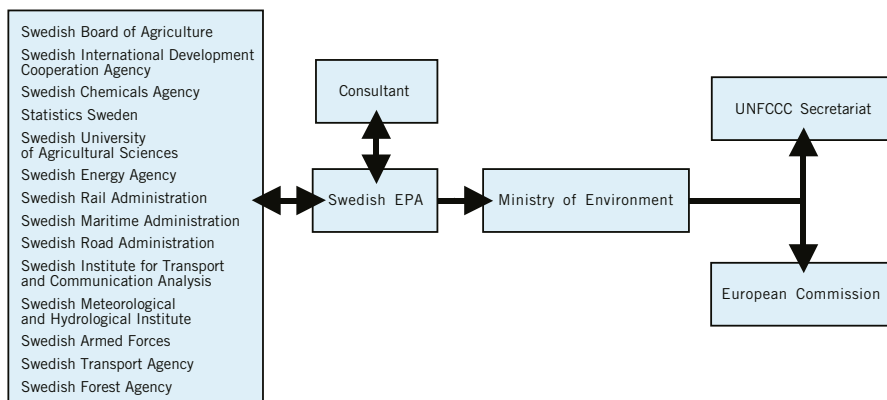 Swedish Board of Agriculture
Swedish International Development
Cooperation Agency
Swedish Chemicals Agency
Statistics Sweden
Swedish University
of Agricultural Sciences
Swedish Energy Agency
Swedish Rail Administration
Swedish Maritime Administration
Swedish Road Administration
Swedish Institute for Transport
and Communication Analysis
Swedish Meteorological
and Hydrological Institute
Swedish Armed Forces
Swedish Transport Agency
Swedish Forest Agency
Consultant
Swedish EPA
Ministry of Environment
UNFCCC Secretariat
European Commission